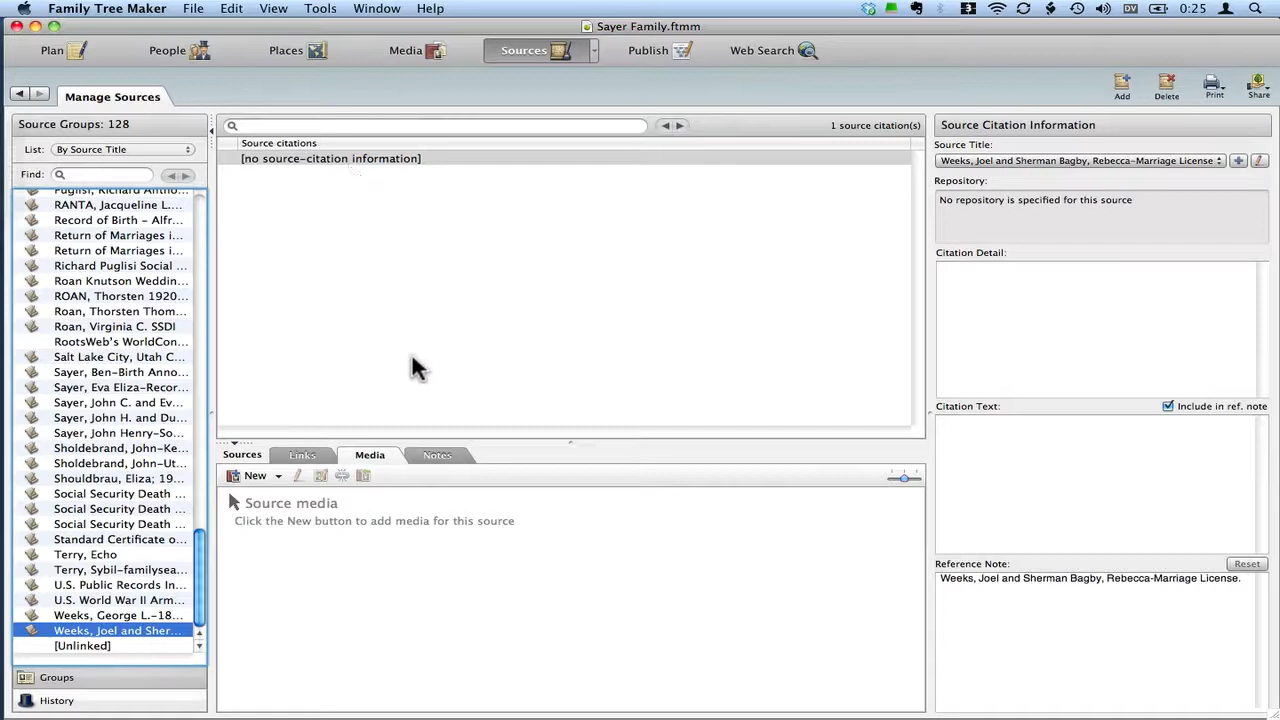 Family Tree Maker File Edit View Tools Window Help 0:25
Sayer Family.ftmm
Plan People Places Media Sources Publish Web Search
Manage Sources
Add Delete Print Share
Source Groups: 128
List: By Source Title
Find:
Puglisi, Richard Antho...
RANTA, Jacqueline L....
Record of Birth - Alfr...
Return of Marriages i...
Return of Marriages i...
Richard Puglisi Social ...
Roan Knutson Weddin...
ROAN, Thorsten 1920...
Roan, Thorsten Thom...
Roan, Virginia C. SSDI
RootsWeb's WorldCon...
Salt Lake City, Utah C...
Sayer, Ben-Birth Anno...
Sayer, Eva Eliza-Recor...
Sayer, John C. and Ev...
Sayer, John H. and Du...
Sayer, John Henry-So...
Sholdebrand, John-Ke...
Sholdebrand, John-Ut...
Shouldbrau, Eliza; 19...
Social Security Death ...
Social Security Death ...
Social Security Death ...
Standard Certificate o...
Terry, Echo
Terry, Sybil-familysea...
U.S. Public Records In...
U.S. World War II Arm...
Weeks, George L.-18...
Weeks, Joel and Sher...
[Unlinked]
Groups
History
1 source citation(s)
Source citations
[no source-citation information]
Sources Links Media Notes
New
Source media
Click the New button to add media for this source
Source Citation Information
Source Title:
Weeks, Joel and Sherman Bagby, Rebecca-Marriage License
Repository:
No repository is specified for this source
Citation Detail:
Citation Text: Include in ref. note
Reference Note: Reset
Weeks, Joel and Sherman Bagby, Rebecca-Marriage License.